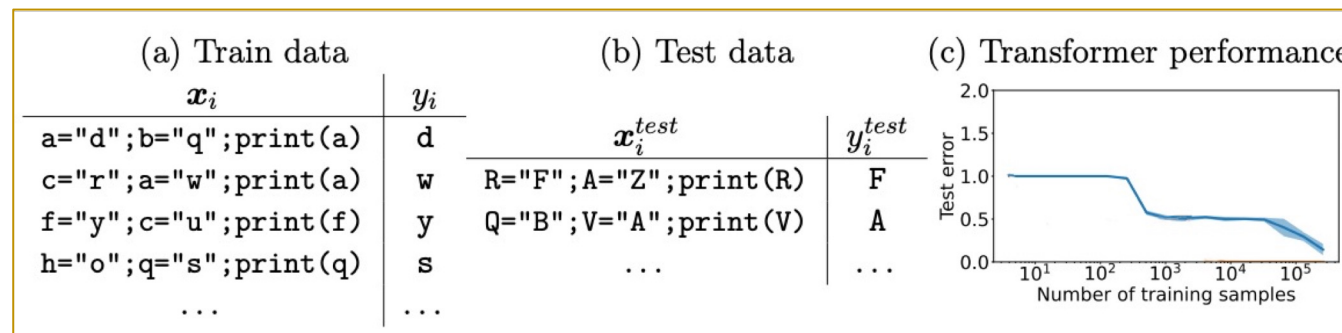 (a) Train data
x_i y_i
a="d";b="q";print(a) d
c="r";a="w";print(a) w
f="y";c="u";print(f) y
h="o";q="s";print(q) s
... ...
(b) Test data
x_i^{test} y_i^{test}
R="F";A="Z";print(R) F
Q="B";V="A";print(V) A
... ...
(c) Transformer performance
2.0
1.5
1.0
0.5
0.0
Test error
10^1 10^2 10^3 10^4 10^5
Number of training samples